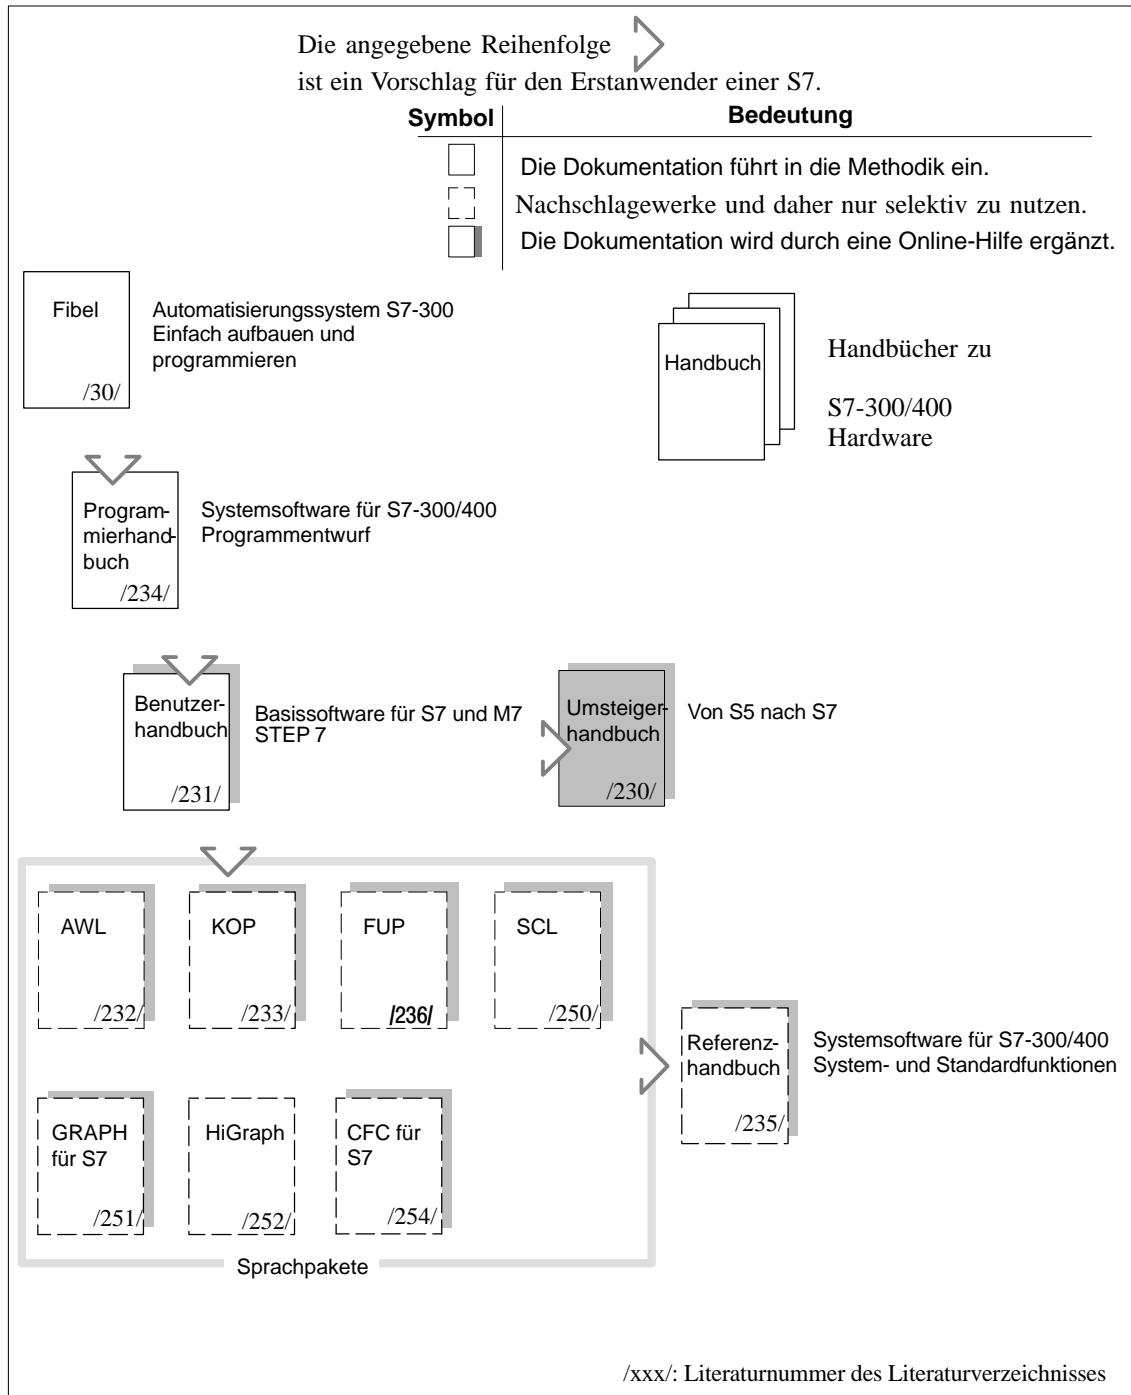 Die angegebene Reihenfolge
ist ein Vorschlag für den Erstanwender einer S7.
Symbol Bedeutung
Die Dokumentation führt in die Methodik ein.
Nachschlagewerke und daher nur selektiv zu nutzen.
Die Dokumentation wird durch eine Online-Hilfe ergänzt.
Fibel
/30/
Automatisierungssystem S7-300
Einfach aufbauen und
programmieren
Handbuch
Handbücher zu
S7-300/400
Hardware
Program-
mierhand-
buch
/234/
Systemsoftware für S7-300/400
Programmentwurf
Benutzer-
handbuch
/231/
Basissoftware für S7 und M7
STEP 7
Umsteiger-
handbuch
/230/
Von S5 nach S7
AWL
/232/
KOP
/233/
FUP
/236/
SCL
/250/
Referenz-
handbuch
/235/
Systemsoftware für S7-300/400
System- und Standardfunktionen
GRAPH
für S7
/251/
HiGraph
/252/
CFC für
S7
/254/
Sprachpakete
/xxx/: Literaturnummer des Literaturverzeichnisses